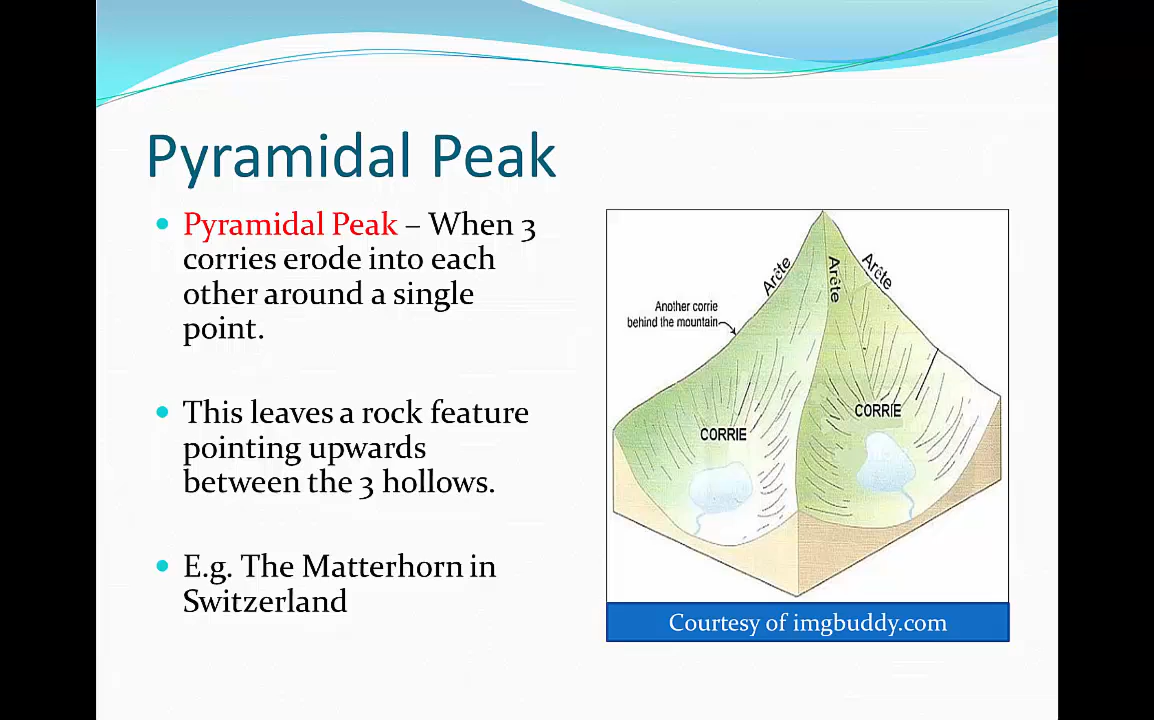 Pyramidal Peak
• Pyramidal Peak – When 3
corries erode into each
other around a single
point.
• This leaves a rock feature
pointing upwards
between the 3 hollows.
• E.g. The Matterhorn in
Switzerland
Arête
Arête
Arête
Another corrie
behind the mountain
CORRIE
CORRIE
Courtesy of imgbuddy.com